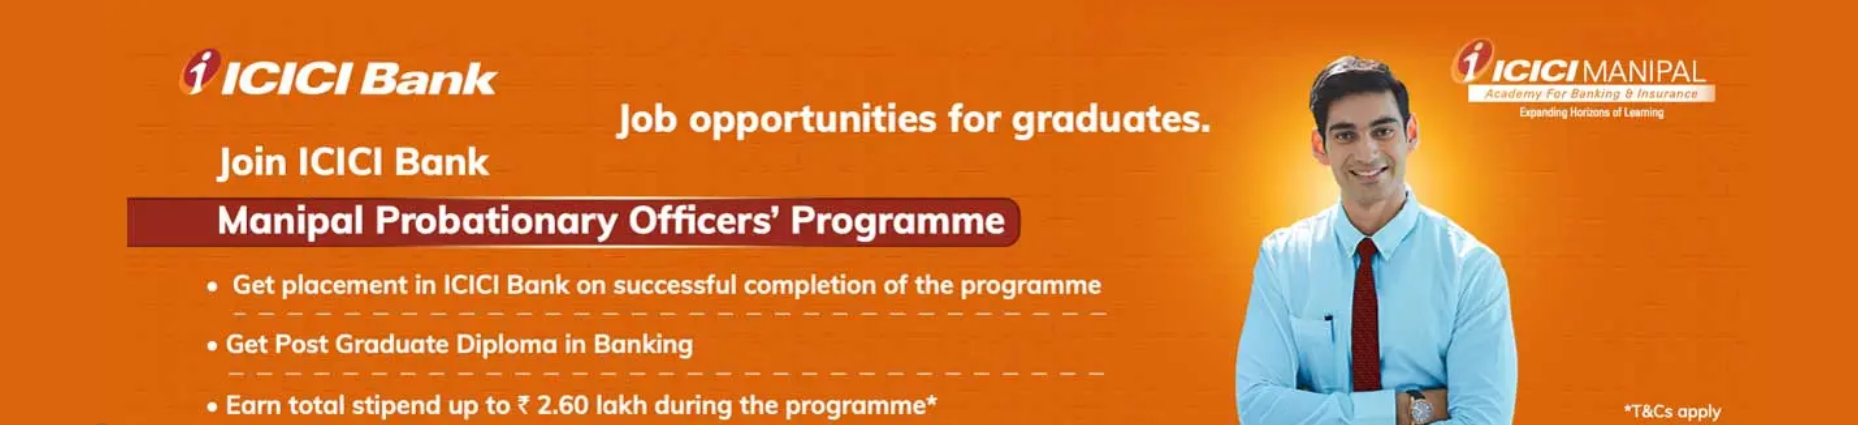 i ICICI Bank
Job opportunities for graduates.
Join ICICI Bank
Manipal Probationary Officers' Programme
• Get placement in ICICI Bank on successful completion of the programme
• Get Post Graduate Diploma in Banking
• Earn total stipend up to ₹ 2.60 lakh during the programme*
i ICICI MANIPAL
Academy For Banking & Insurance
Expanding Horizons of Learning
*T&Cs apply